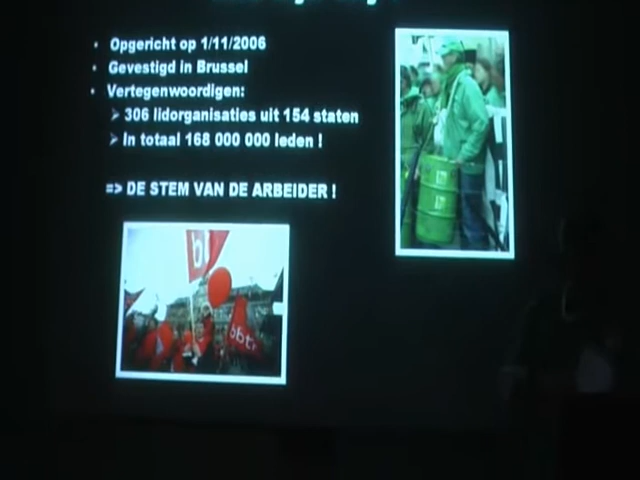 Opgericht op 1/11/2006
Gevestigd in Brussel
Vertegenwoordigen:
306 lidorganisaties uit 154 staten
In totaal 168 000 000 leden !
=> DE STEM VAN DE ARBEIDER !